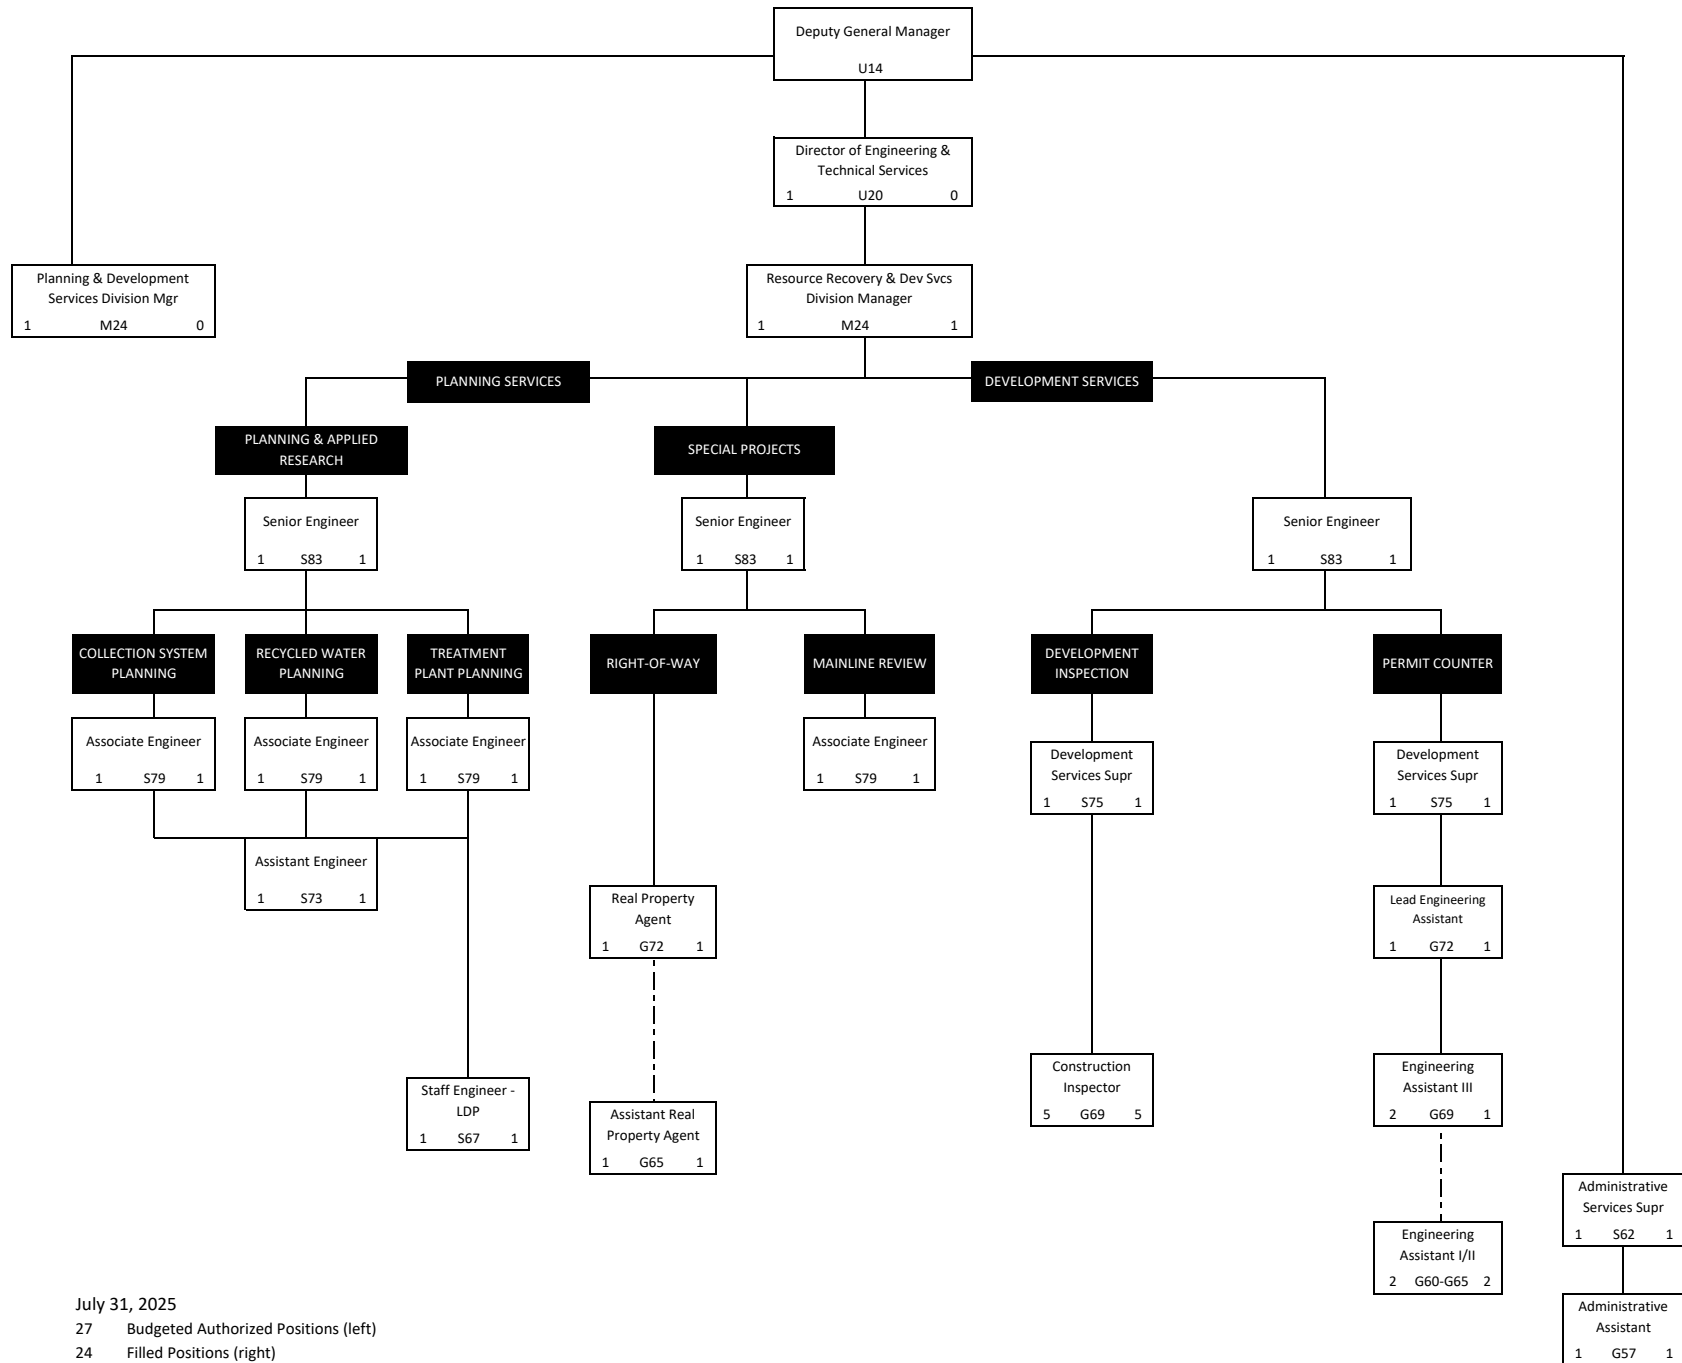 Deputy General Manager
U14
Director of Engineering &
Technical Services
1 U20 0
Planning & Development
Services Division Mgr
1 M24 0
Resource Recovery & Dev Svcs
Division Manager
1 M24 1
PLANNING SERVICES
DEVELOPMENT SERVICES
PLANNING & APPLIED
RESEARCH
SPECIAL PROJECTS
Senior Engineer
1 S83 1
Senior Engineer
1 S83 1
Senior Engineer
1 S83 1
COLLECTION SYSTEM
PLANNING
RECYCLED WATER
PLANNING
TREATMENT
PLANT PLANNING
RIGHT-OF-WAY
MAINLINE REVIEW
DEVELOPMENT
INSPECTION
PERMIT COUNTER
Associate Engineer
1 S79 1
Associate Engineer
1 S79 1
Associate Engineer
1 S79 1
Associate Engineer
1 S79 1
Development
Services Supr
1 S75 1
Development
Services Supr
1 S75 1
Assistant Engineer
1 S73 1
Real Property
Agent
1 G72 1
Lead Engineering
Assistant
1 G72 1
Staff Engineer -
LDP
1 S67 1
Assistant Real
Property Agent
1 G65 1
Construction
Inspector
5 G69 5
Engineering
Assistant III
2 G69 1
Engineering
Assistant I/II
2 G60-G65 2
Administrative
Services Supr
1 S62 1
Administrative
Assistant
1 G57 1
July 31, 2025
27 Budgeted Authorized Positions (left)
24 Filled Positions (right)